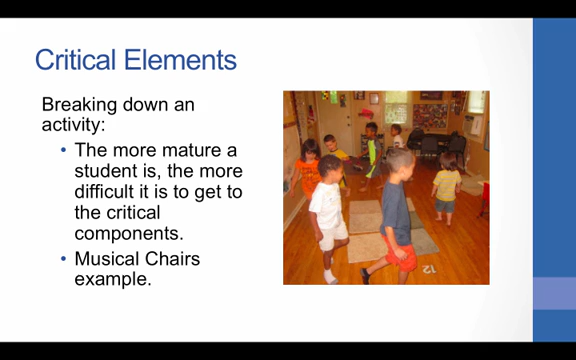 Critical Elements
Breaking down an
activity:
• The more mature a
student is, the more
difficult it is to get to
the critical
components.
• Musical Chairs
example.
12